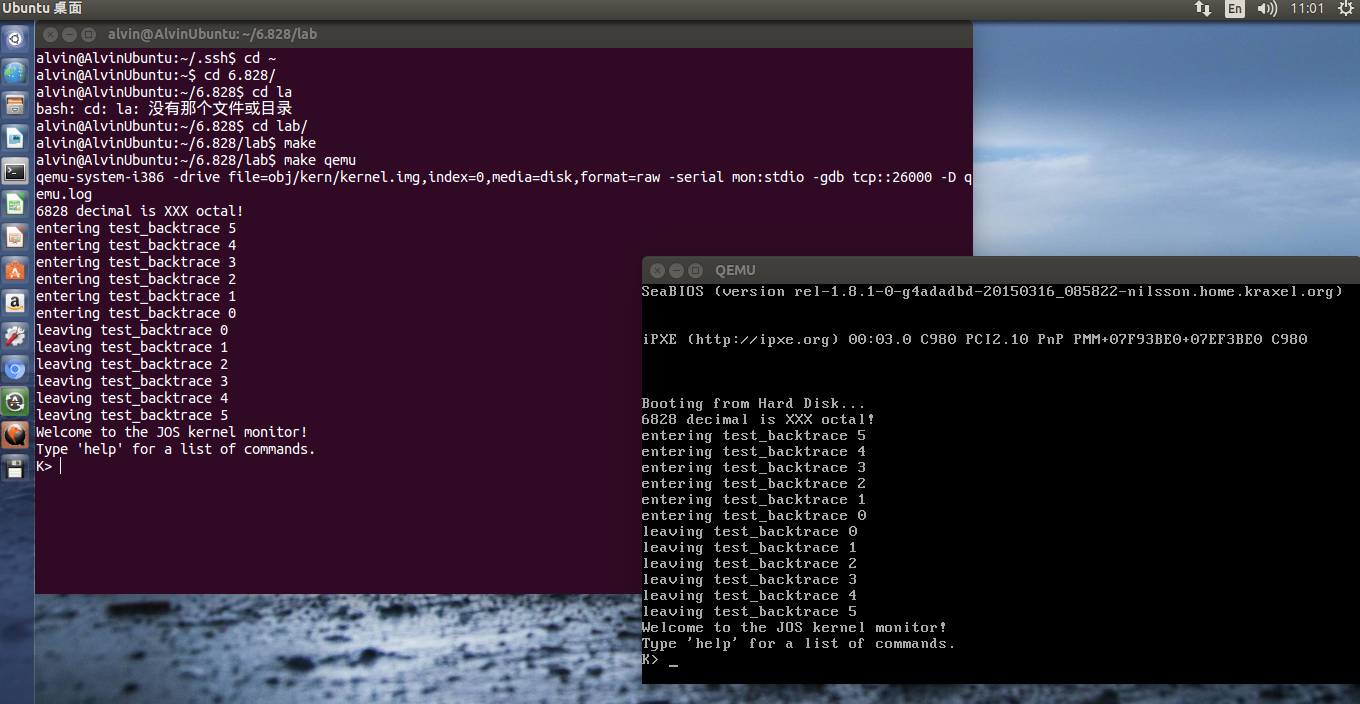 Ubuntu 桌面
En
11:01
alvin@AlvinUbuntu: ~/6.828/lab
alvin@AlvinUbuntu:~/.ssh$ cd ~
alvin@AlvinUbuntu:~$ cd 6.828/
alvin@AlvinUbuntu:~/6.828$ cd la
bash: cd: la: 没有那个文件或目录
alvin@AlvinUbuntu:~/6.828$ cd lab/
alvin@AlvinUbuntu:~/6.828/lab$ make
alvin@AlvinUbuntu:~/6.828/lab$ make qemu
qemu-system-i386 -drive file=obj/kern/kernel.img,index=0,media=disk,format=raw -serial mon:stdio -gdb tcp::26000 -D q
emu.log
6828 decimal is XXX octal!
entering test_backtrace 5
entering test_backtrace 4
entering test_backtrace 3
entering test_backtrace 2
entering test_backtrace 1
entering test_backtrace 0
leaving test_backtrace 0
leaving test_backtrace 1
leaving test_backtrace 2
leaving test_backtrace 3
leaving test_backtrace 4
leaving test_backtrace 5
Welcome to the JOS kernel monitor!
Type 'help' for a list of commands.
K>
QEMU
SeaBIOS (version rel-1.8.1-0-g4adadbd-20150316_085822-nilsson.home.kraxel.org)
iPXE (http://ipxe.org) 00:03.0 C980 PCI2.10 PnP PMM+07F93BE0+07EF3BE0 C980
Booting from Hard Disk...
6828 decimal is XXX octal!
entering test_backtrace 5
entering test_backtrace 4
entering test_backtrace 3
entering test_backtrace 2
entering test_backtrace 1
entering test_backtrace 0
leaving test_backtrace 0
leaving test_backtrace 1
leaving test_backtrace 2
leaving test_backtrace 3
leaving test_backtrace 4
leaving test_backtrace 5
Welcome to the JOS kernel monitor!
Type 'help' for a list of commands.
K> _